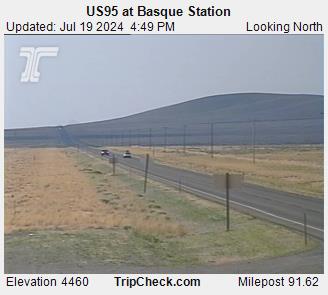 US95 at Basque Station
Updated: Jul 19 2024 4:49 PM Looking North
Elevation 4460 TripCheck.com Milepost 91.62